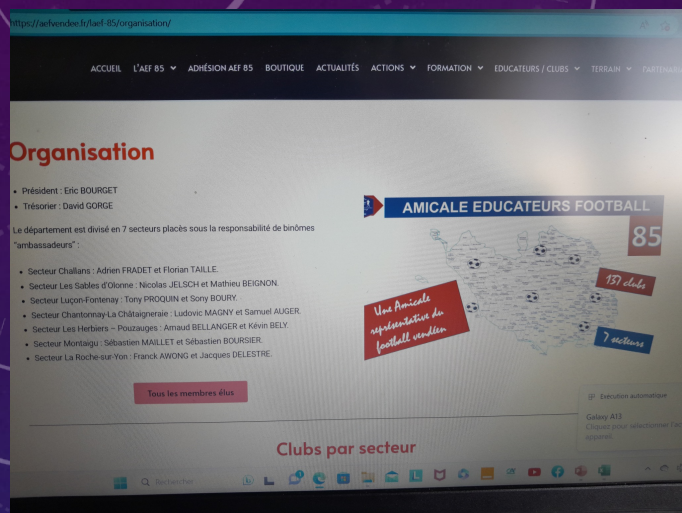 https://aefvendee.fr/laef-85/organisation/
ACCUEIL L'AEF 85 ADHÉSION AEF 85 BOUTIQUE ACTUALITÉS ACTIONS FORMATION EDUCATEURS / CLUBS TERRAIN
Organisation
• Président : Eric BOURGET
• Trésorier : David GORGE
Le département est divisé en 7 secteurs placés sous la responsabilité de binômes
"ambassadeurs" :
• Secteur Challans : Adrien FRADET et Florian TAILLE.
• Secteur Les Sables d'Olonne : Nicolas JELSCH et Mathieu BEIGNON.
• Secteur Luçon-Fontenay : Tony PROQUIN et Sony BOURY.
• Secteur Chantonnay-La Châtaigneraie : Ludovic MAGNY et Samuel AUGER.
• Secteur Les Herbiers – Pouzauges : Arnaud BELLANGER et Kévin BELY.
• Secteur Montaigu : Sébastien MAILLET et Sébastien BOURSIER.
• Secteur La Roche-sur-Yon : Franck AWONG et Jacques DELESTRE.
Tous les membres élus
AMICALE EDUCATEURS FOOTBALL
85
137 clubs
Une Amicale
représentative du
football vendéen
7 secteurs
Exécution automatique
Galaxy A13
Cliquez pour sélectionner
appareil.
Clubs par secteur
Rechercher